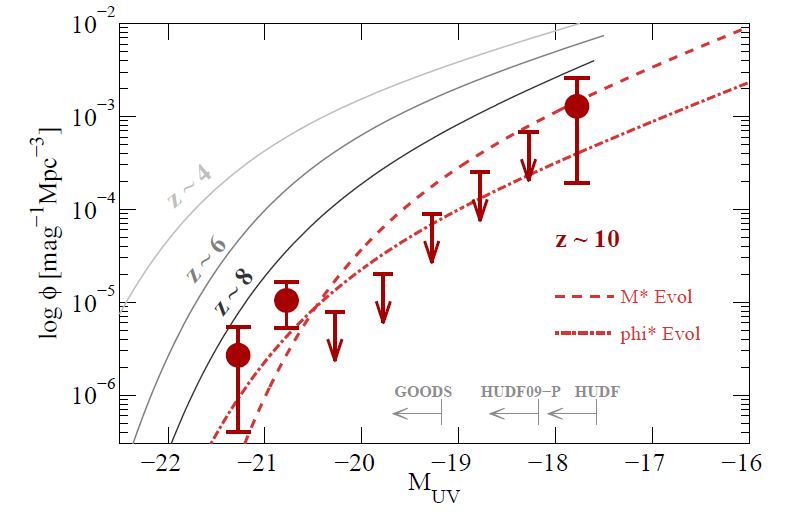 10−2
10−3
10−4
10−5
10−6
log ϕ [mag−1Mpc−3]
z ~ 4
z ~ 6
z ~ 8
z ~ 10
M* Evol
phi* Evol
GOODS
HUDF09−P
HUDF
−22
−21
−20
−19
−18
−17
−16
MUV